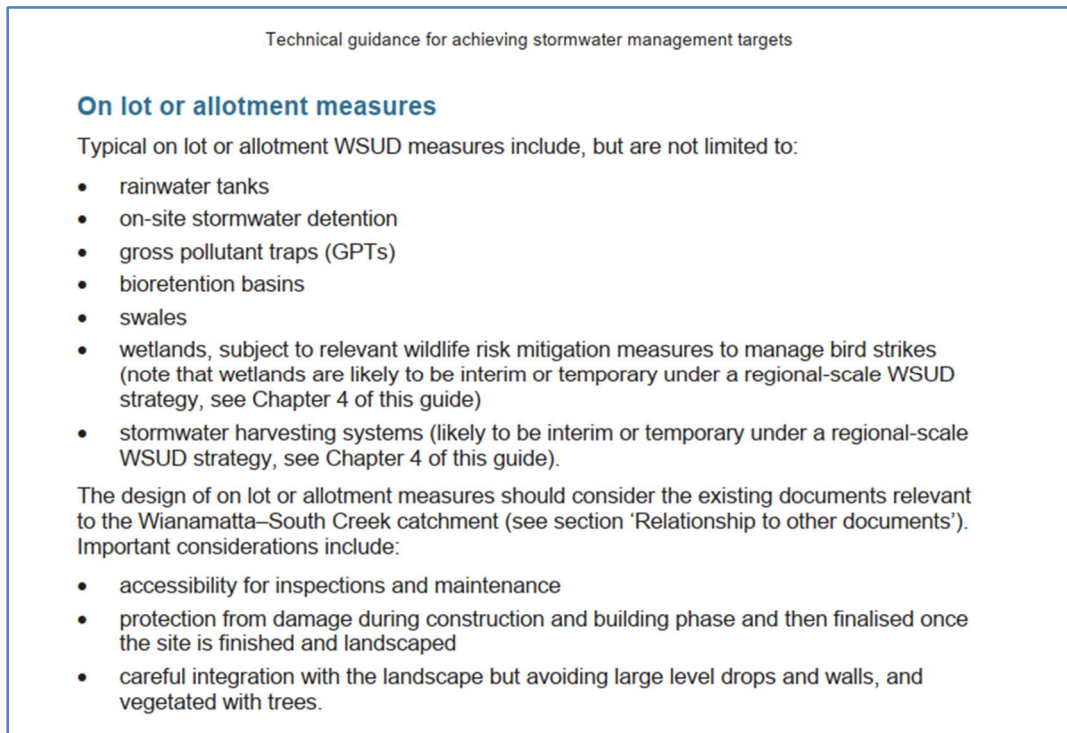 Technical guidance for achieving stormwater management targets
On lot or allotment measures
Typical on lot or allotment WSUD measures include, but are not limited to:
• rainwater tanks
• on-site stormwater detention
• gross pollutant traps (GPTs)
• bioretention basins
• swales
• wetlands, subject to relevant wildlife risk mitigation measures to manage bird strikes
(note that wetlands are likely to be interim or temporary under a regional-scale WSUD
strategy, see Chapter 4 of this guide)
• stormwater harvesting systems (likely to be interim or temporary under a regional-scale
WSUD strategy, see Chapter 4 of this guide).
The design of on lot or allotment measures should consider the existing documents relevant
to the Wianamatta–South Creek catchment (see section ‘Relationship to other documents’).
Important considerations include:
• accessibility for inspections and maintenance
• protection from damage during construction and building phase and then finalised once
the site is finished and landscaped
• careful integration with the landscape but avoiding large level drops and walls, and
vegetated with trees.